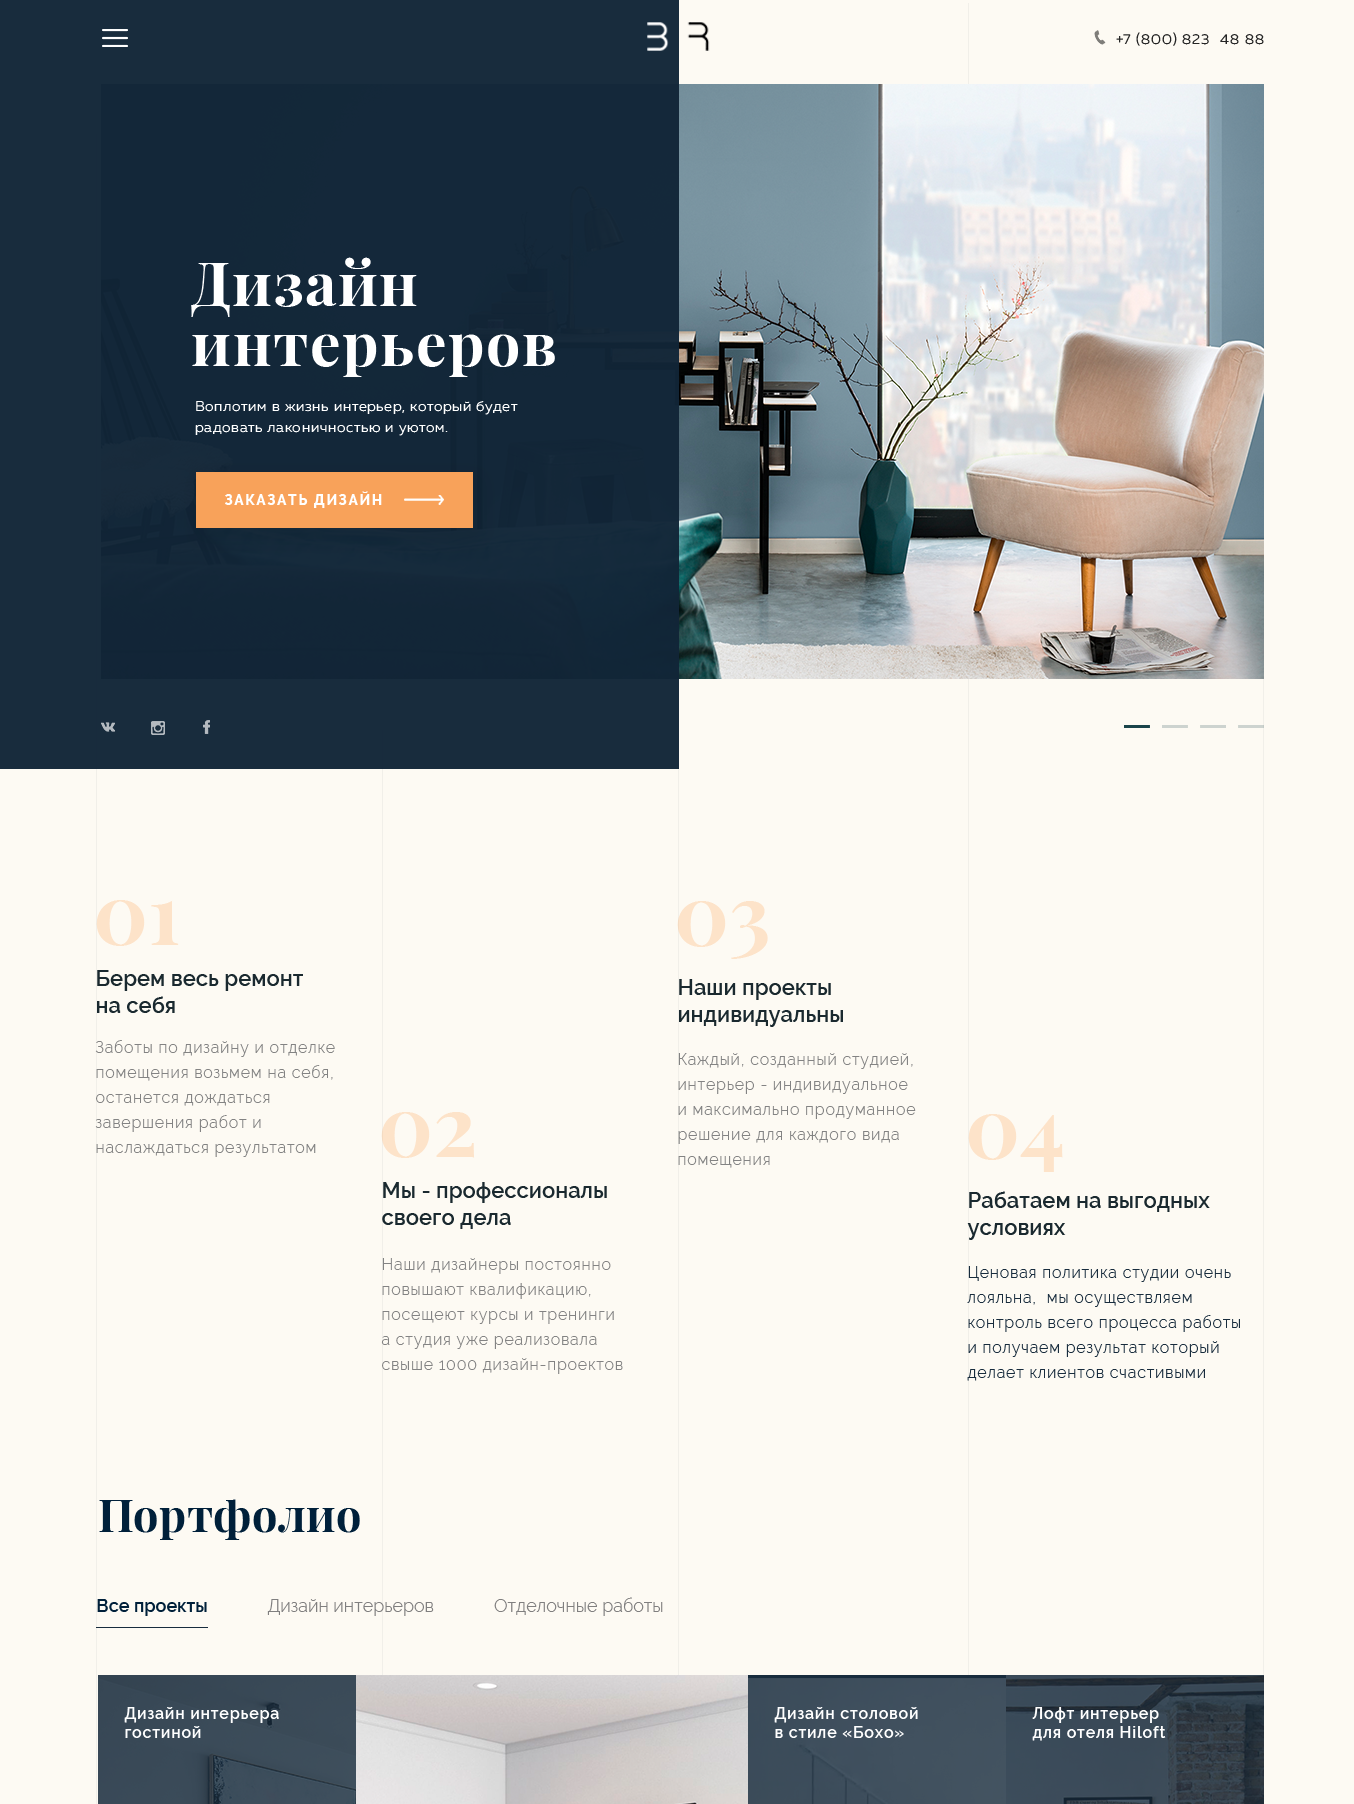 +7 (800) 823 48 88
Дизайн
интерьеров
Воплотим в жизнь интерьер, который будет
радовать лаконичностью и уютом.
ЗАКАЗАТЬ ДИЗАЙН
01
Берем весь ремонт
на себя
Заботы по дизайну и отделке
помещения возьмем на себя,
останется дождаться
завершения работ и
наслаждаться результатом
02
Мы - профессионалы
своего дела
Наши дизайнеры постоянно
повышают квалификацию,
посещеют курсы и тренинги
а студия уже реализовала
свыше 1000 дизайн-проектов
03
Наши проекты
индивидуальны
Каждый, созданный студией,
интерьер - индивидуальное
и максимально продуманное
решение для каждого вида
помещения
04
Рабатаем на выгодных
условиях
Ценовая политика студии очень
лояльна, мы осуществляем
контроль всего процесса работы
и получаем результат который
делает клиентов счастивыми
Портфолио
Все проекты
Дизайн интерьеров
Отделочные работы
Дизайн интерьера
гостиной
Дизайн столовой
в стиле «Бохо»
Лофт интерьер
для отеля Hiloft